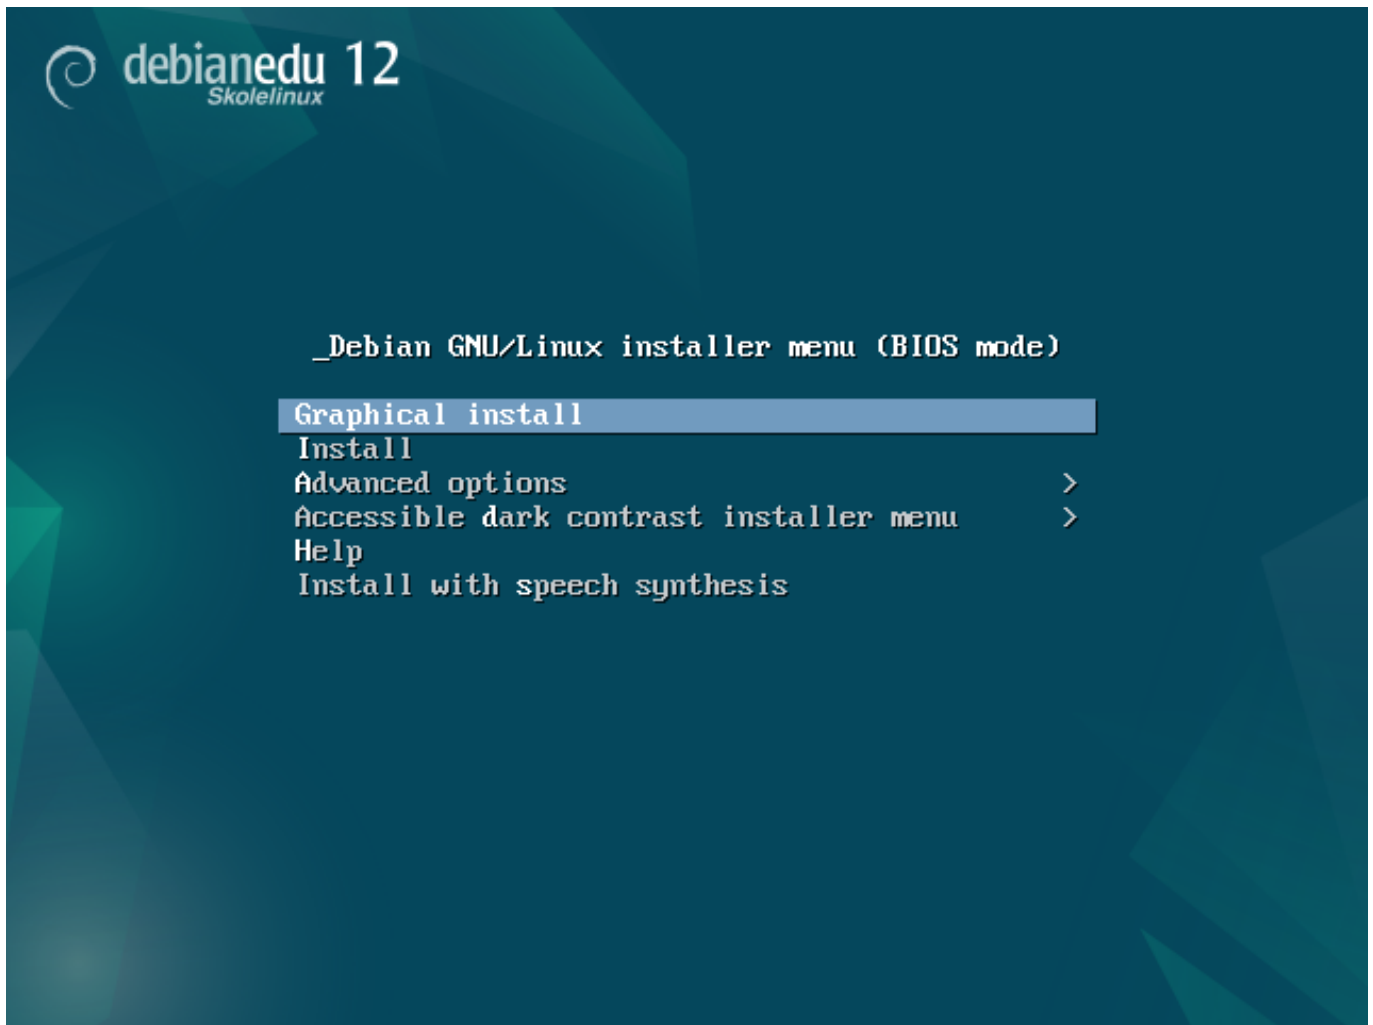 debianedu 12
Skolelinux
_Debian GNU/Linux installer menu (BIOS mode)
Graphical install
Install
Advanced options >
Accessible dark contrast installer menu >
Help
Install with speech synthesis